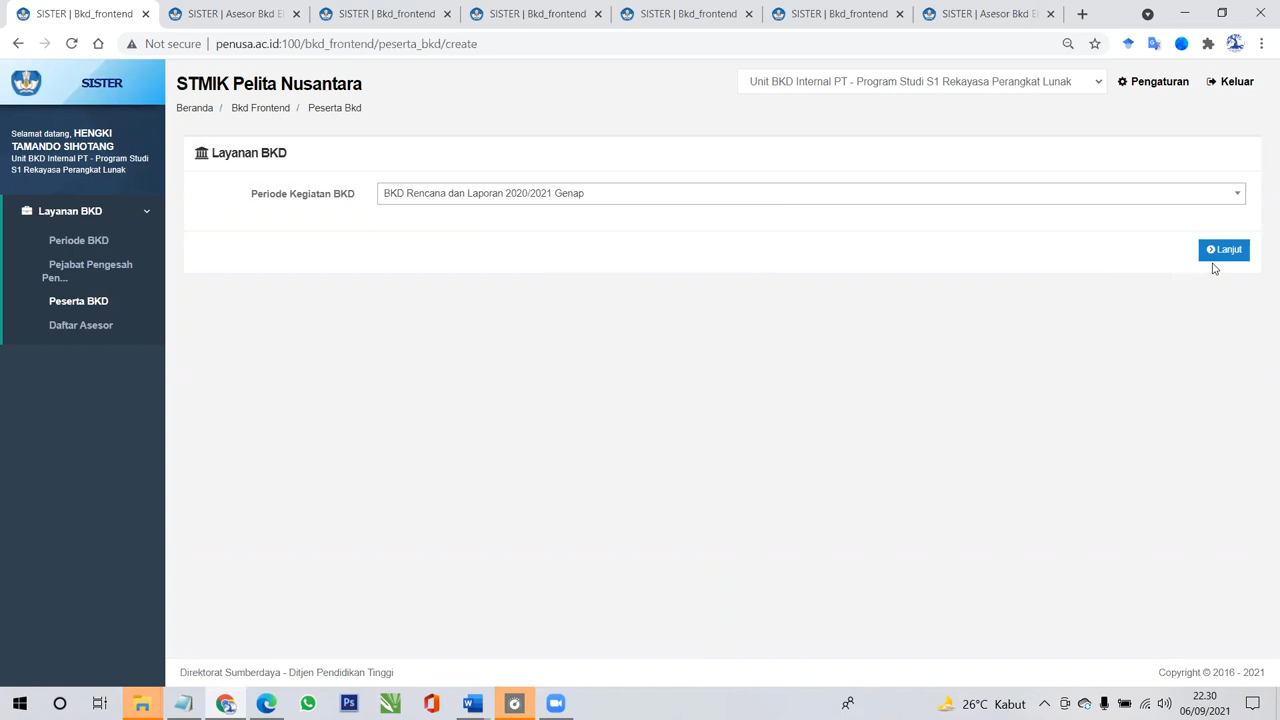 SISTER | Bkd_frontend
SISTER | Asesor Bkd E
SISTER | Bkd_frontend
SISTER | Bkd_frontend
SISTER | Bkd_frontend
SISTER | Bkd_frontend
SISTER | Asesor Bkd E
Not secure | penusa.ac.id:100/bkd_frontend/peserta_bkd/create
SISTER
STMIK Pelita Nusantara
Unit BKD Internal PT - Program Studi S1 Rekayasa Perangkat Lunak
Pengaturan
Keluar
Beranda / Bkd Frontend / Peserta Bkd
Selamat datang, HENGKI
TAMANDO SIHOTANG
Unit BKD Internal PT - Program Studi
S1 Rekayasa Perangkat Lunak
Layanan BKD
Periode BKD
Pejabat Pengesah
Pen...
Peserta BKD
Daftar Asesor
Layanan BKD
Periode Kegiatan BKD
BKD Rencana dan Laporan 2020/2021 Genap
Lanjut
Direktorat Sumberdaya - Ditjen Pendidikan Tinggi
Copyright © 2016 - 2021
26°C Kabut
22.30
06/09/2021